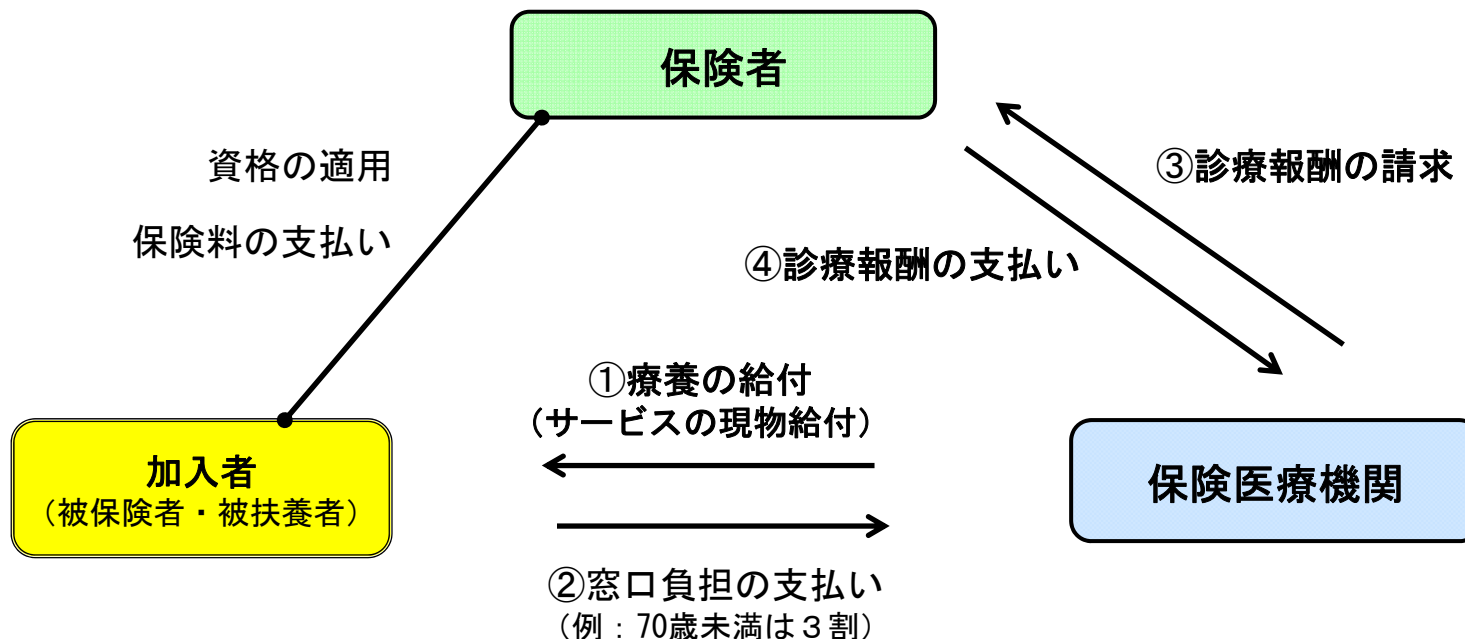 保険者
資格の適用
保険料の支払い
③診療報酬の請求
④診療報酬の支払い
①療養の給付
(サービスの現物給付)
加入者
(被保険者・被扶養者)
保険医療機関
②窓口負担の支払い
(例：70歳未満は３割)